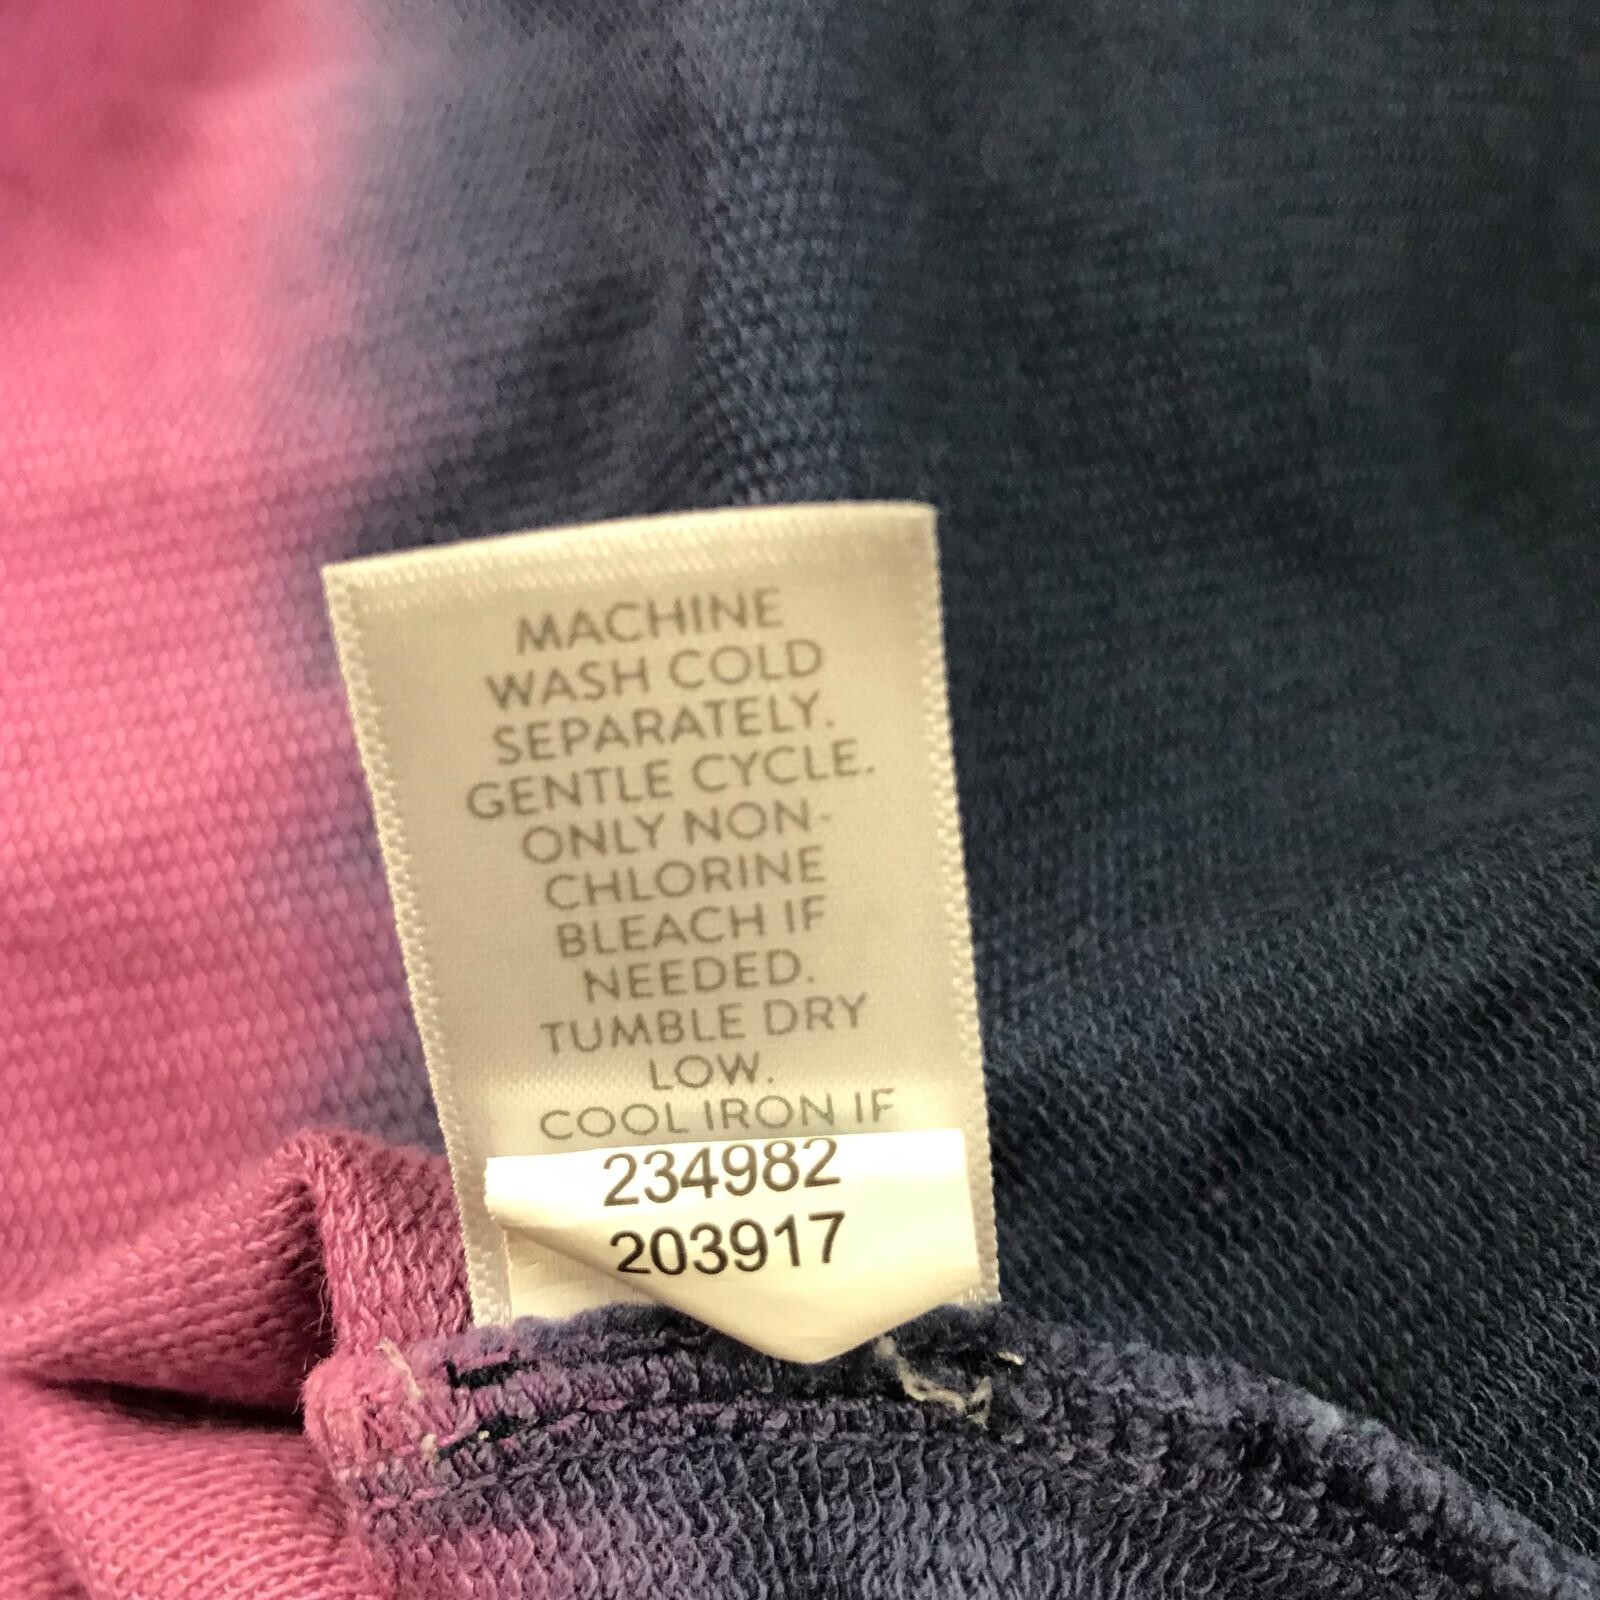 MACHINE
WASH COLD
SEPARATELY.
GENTLE CYCLE.
ONLY NON-
CHLORINE
BLEACH IF
NEEDED.
TUMBLE DRY
LOW.
COOL IRON IF
234982
203917